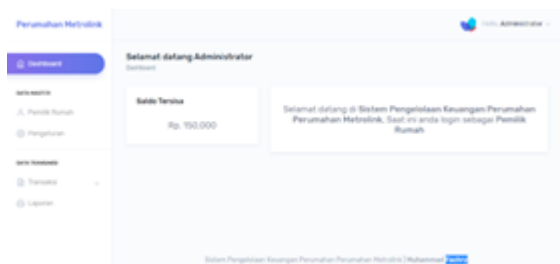 Perumahan Metrolink
Hello, Administrator
Dashboard
Selamat datang Administrator
Dashboard
DATA MASTER
Pemilik Rumah
Pengaturan
Saldo Tersisa
Rp. 150.000
Selamat datang di Sistem Pengelolaan Keuangan Perumahan
Perumahan Metrolink, Saat ini anda login sebagai Pemilik
Rumah
DATA TRANSAKSI
Transaksi
Laporan
Sistem Pengelolaan Keuangan Perumahan Perumahan Metrolink | Muhammad